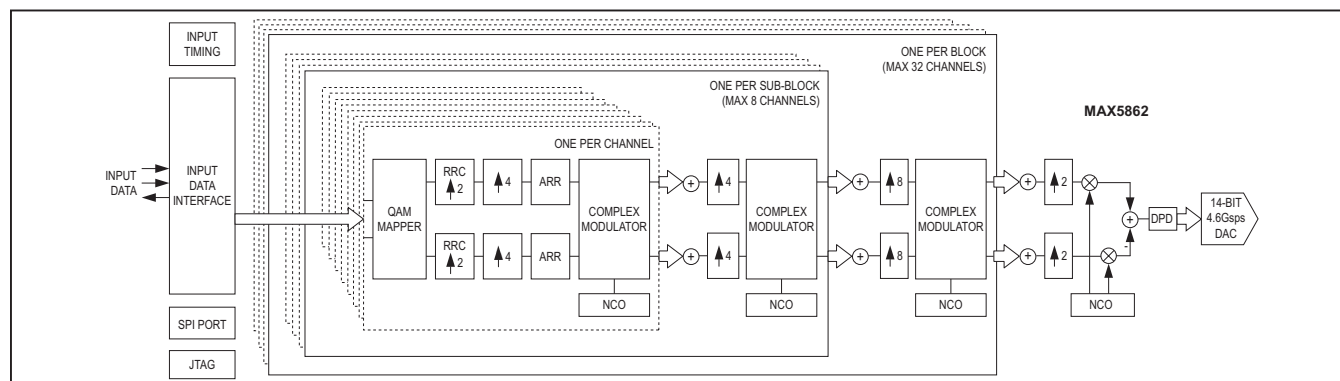 INPUT
TIMING
INPUT
DATA
INPUT
DATA
INTERFACE
SPI PORT
JTAG
ONE PER BLOCK
(MAX 32 CHANNELS)
ONE PER SUB-BLOCK
(MAX 8 CHANNELS)
ONE PER CHANNEL
QAM
MAPPER
RRC
2
4
ARR
RRC
2
4
ARR
COMPLEX
MODULATOR
NCO
+
+
4
4
COMPLEX
MODULATOR
NCO
+
+
8
8
COMPLEX
MODULATOR
NCO
+
+
2
2
NCO
+
-
DPD
MAX5862
14-BIT
4.6Gsps
DAC